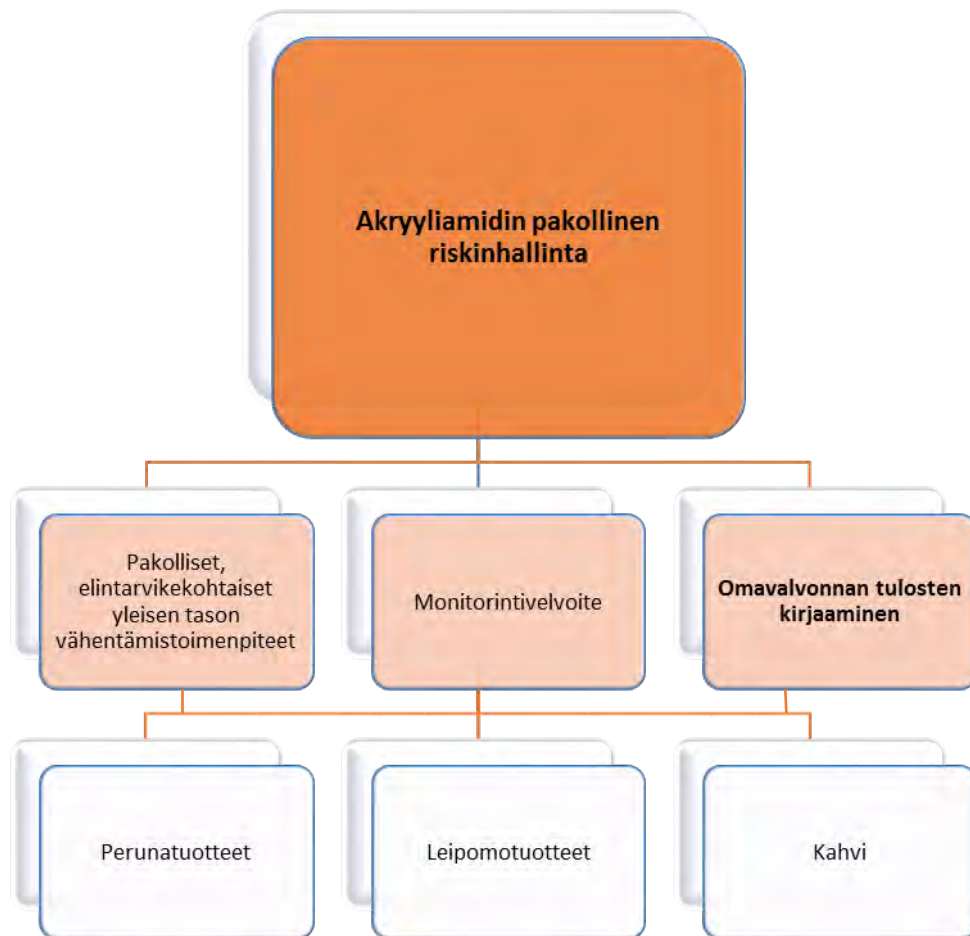 Akryyliamidin pakollinen
riskinhallinta
Pakolliset,
elintarvikekohtaiset
yleisen tason
vähentämistoimenpiteet
Monitorintivelvoite
Omavalvonnan tulosten
kirjaaminen
Perunatuotteet
Leipomotuotteet
Kahvi